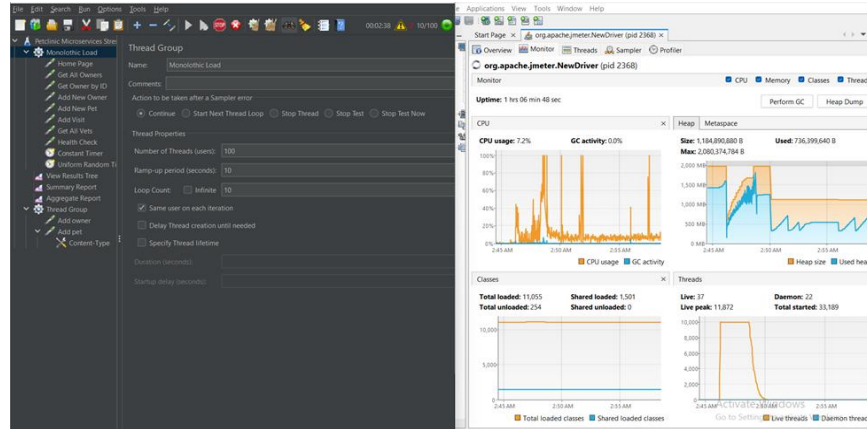 File Edit Search Run Options Tools Help
00:02:38 10/100
Petclinic Microservices Stres
Monolithic Load
Home Page
Get All Owners
Get Owner by ID
Add New Owner
Add New Pet
Add Visit
Get All Vets
Health Check
Constant Timer
Uniform Random Ti
View Results Tree
Summary Report
Aggregate Report
Thread Group
Add owner
Add pet
Content-Type
Thread Group
Name: Monolithic Load
Comments:
Action to be taken after a Sampler error
Continue Start Next Thread Loop Stop Thread Stop Test Stop Test Now
Thread Properties
Number of Threads (users): 100
Ramp-up period (seconds): 10
Loop Count: Infinite 10
Same user on each iteration
Delay Thread creation until needed
Specify Thread lifetime
Duration (seconds):
Startup delay (seconds):
Applications View Tools Window Help
Start Page org.apache.jmeter.NewDriver (pid 2368)
Overview Monitor Threads Sampler Profiler
org.apache.jmeter.NewDriver (pid 2368)
Monitor CPU Memory Classes Thread
Uptime: 1 hrs 06 min 48 sec Perform GC Heap Dump
CPU
CPU usage: 7.2% GC activity: 0.0%
100%
80%
60%
40%
20%
0%
2:45 AM 2:50 AM 2:55 AM
CPU usage GC activity
Heap Metaspace
Size: 1,184,890,880 B Used: 736,399,640 B
Max: 2,080,374,784 B
2,000 MB
1,500 MB
1,000 MB
500 MB
0 MB
2:45 AM 2:50 AM 2:55 AM
Heap size Used hea
Classes
Total loaded: 11,055 Shared loaded: 1,501
Total unloaded: 254 Shared unloaded: 0
10,000
5,000
0
2:45 AM 2:50 AM 2:55 AM
Total loaded classes Shared loaded classes
Threads
Live: 37 Daemon: 22
Live peak: 11,872 Total started: 33,189
10,000
8,000
6,000
4,000
2,000
0
2:45 AM 2:50 AM 2:55 AM
Activate Windows
Go to Setting
Live threads Daemon thread